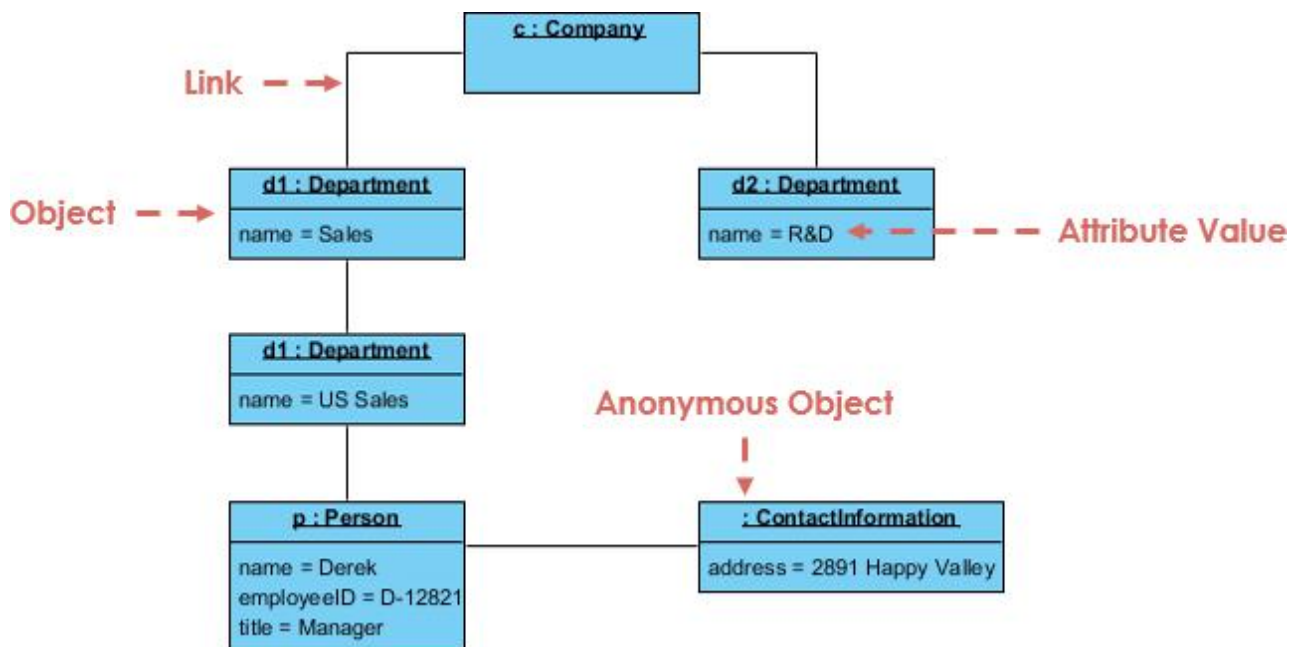 c : Company
Link
d1 : Department
name = Sales
d2 : Department
name = R&D
Object
Attribute Value
d1 : Department
name = US Sales
Anonymous Object
p : Person
name = Derek
employeeID = D-12821
title = Manager
: ContactInformation
address = 2891 Happy Valley